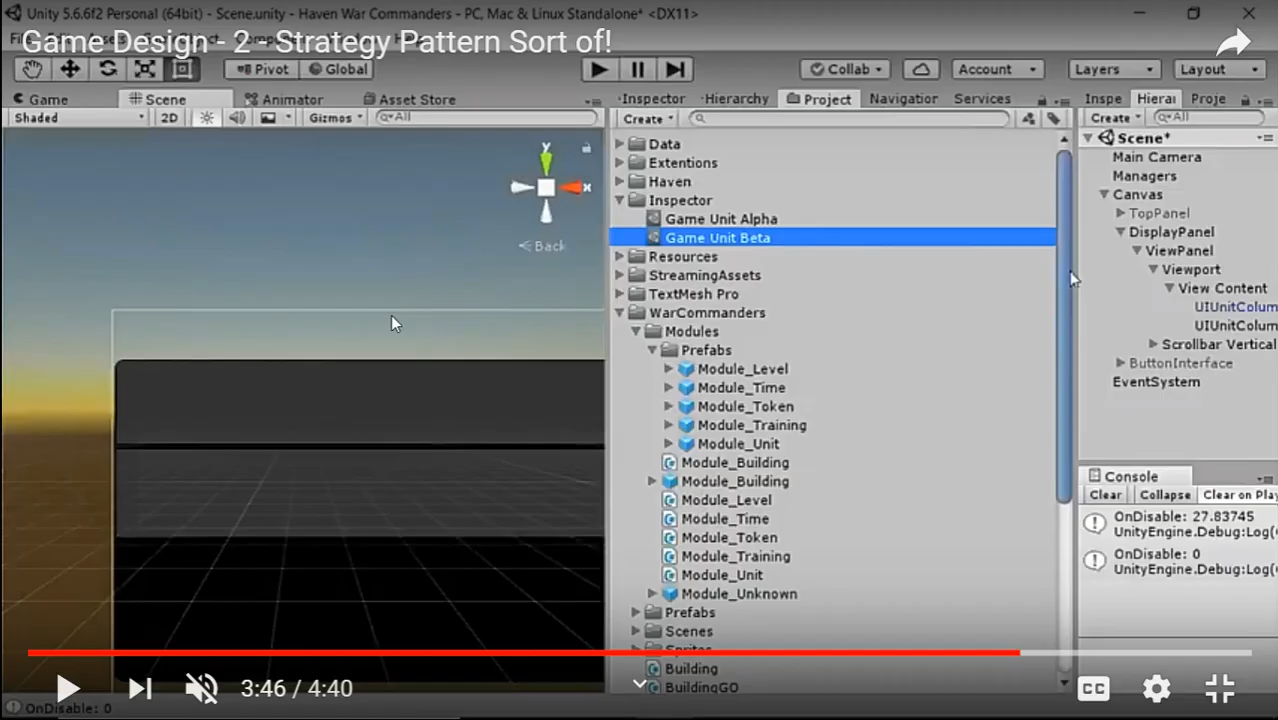 Unity 5.6.6f2 Personal (64bit) - Scene.unity - Haven War Commanders - PC, Mac & Linux Standalone* <DX11>
Game Design - 2 - Strategy Pattern Sort of!
Pivot
Global
Collab
Account
Layers
Layout
Game
Scene
Animator
Asset Store
Inspector
Hierarchy
Project
Navigatior
Services
Inspe
Hierar
Proje
Shaded
2D
Gizmos
All
Create
Create
All
y
x
Back
Data
Extentions
Haven
Inspector
Game Unit Alpha
Game Unit Beta
Resources
StreamingAssets
TextMesh Pro
WarCommanders
Modules
Prefabs
Module_Level
Module_Time
Module_Token
Module_Training
Module_Unit
Module_Building
Module_Building
Module_Level
Module_Time
Module_Token
Module_Training
Module_Unit
Module_Unknown
Prefabs
Scenes
Sprites
Building
BuildingGO
Scene*
Main Camera
Managers
Canvas
TopPanel
DisplayPanel
ViewPanel
Viewport
View Content
UIUnitColum
UIUnitColum
Scrollbar Vertical
ButtonInterface
EventSystem
Console
Clear
Collapse
Clear on Play
OnDisable: 27.83745
UnityEngine.Debug:Log(
OnDisable: 0
UnityEngine.Debug:Log(
3:46 / 4:40
CC
OnDisable: 0